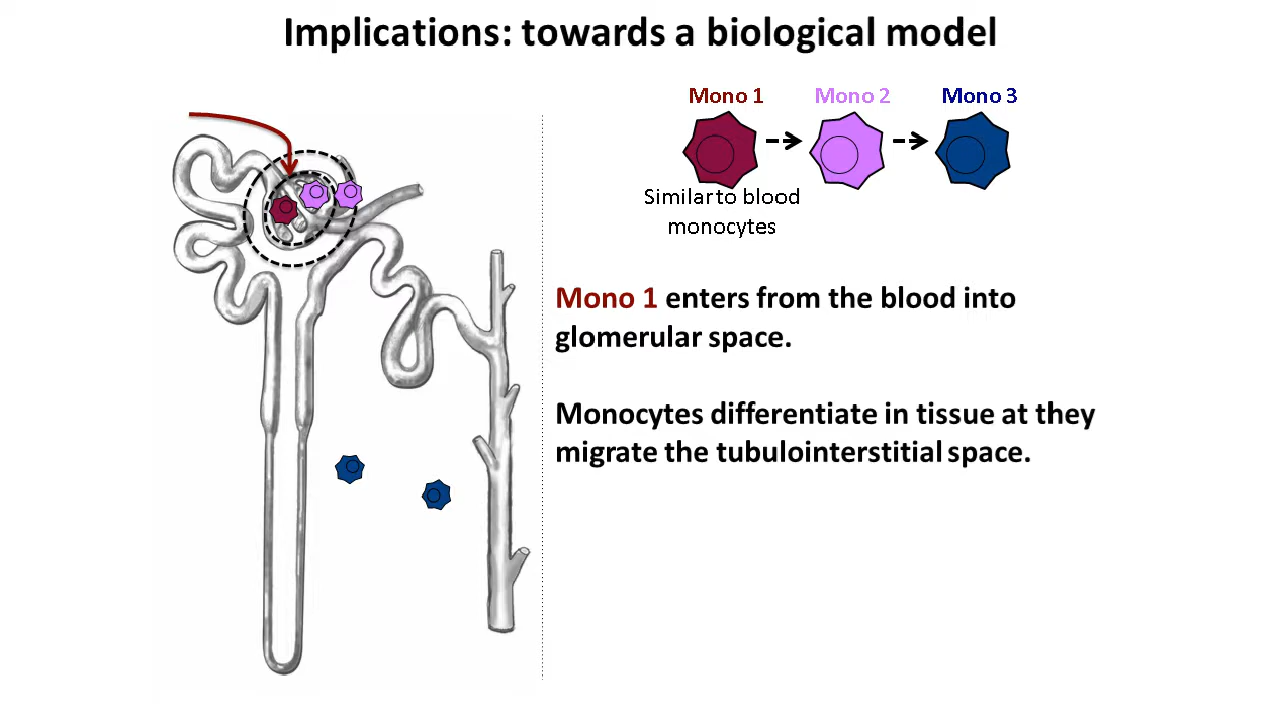 Implications: towards a biological model
Mono 1 Mono 2 Mono 3
Similar to blood
monocytes
Mono 1 enters from the blood into
glomerular space.
Monocytes differentiate in tissue at they
migrate the tubulointerstitial space.